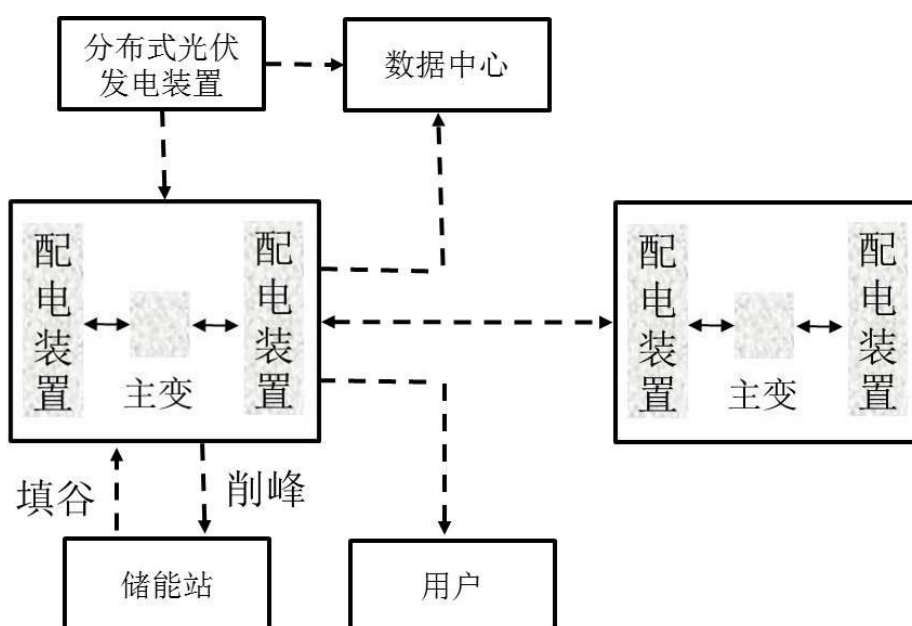 分布式光伏
发电装置
数据中心
配电装置
主变
配电装置
配电装置
主变
配电装置
填谷
削峰
储能站
用户